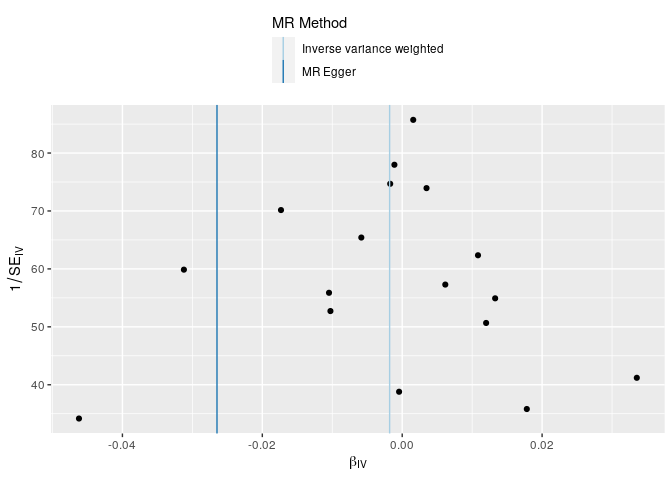 MR Method
Inverse variance weighted
MR Egger
80
70
60
50
40
1/SE_IV
-0.04 -0.02 0.00 0.02
β_IV